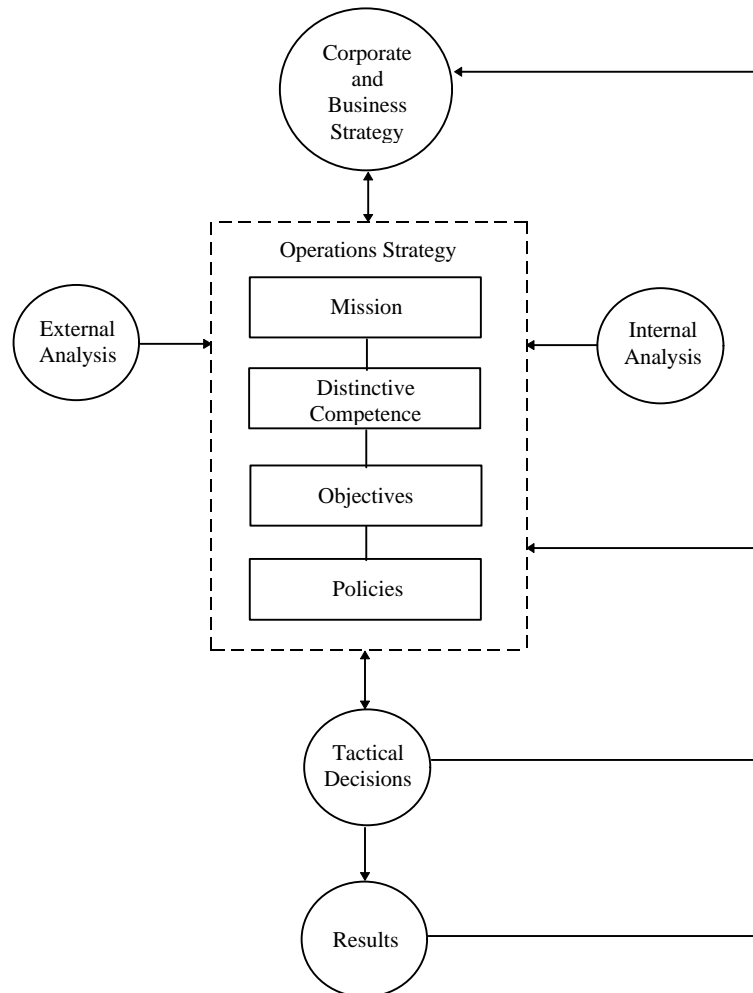 Corporate
and
Business
Strategy
Operations Strategy
Mission
External
Analysis
Internal
Analysis
Distinctive
Competence
Objectives
Policies
Tactical
Decisions
Results